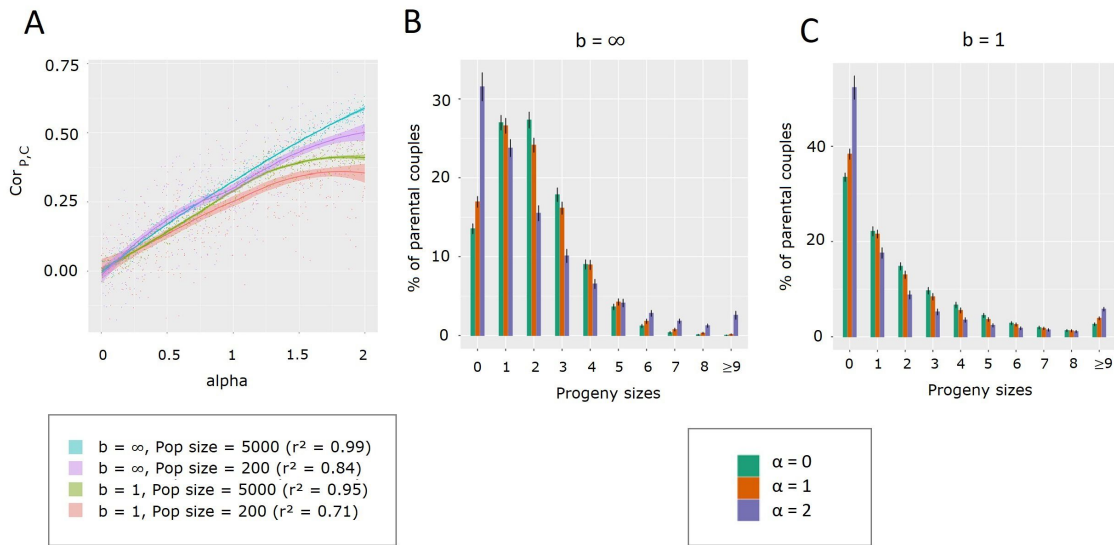 A
0.75
0.50
0.25
0.00
Cor P,C
0 0.5 1 1.5 2
alpha
b = ∞, Pop size = 5000 (r² = 0.99)
b = ∞, Pop size = 200 (r² = 0.84)
b = 1, Pop size = 5000 (r² = 0.95)
b = 1, Pop size = 200 (r² = 0.71)
B
b = ∞
30
20
10
0
% of parental couples
0 1 2 3 4 5 6 7 8 ≥9
Progeny sizes
C
b = 1
40
20
0
% of parental couples
0 1 2 3 4 5 6 7 8 ≥9
Progeny sizes
α = 0
α = 1
α = 2